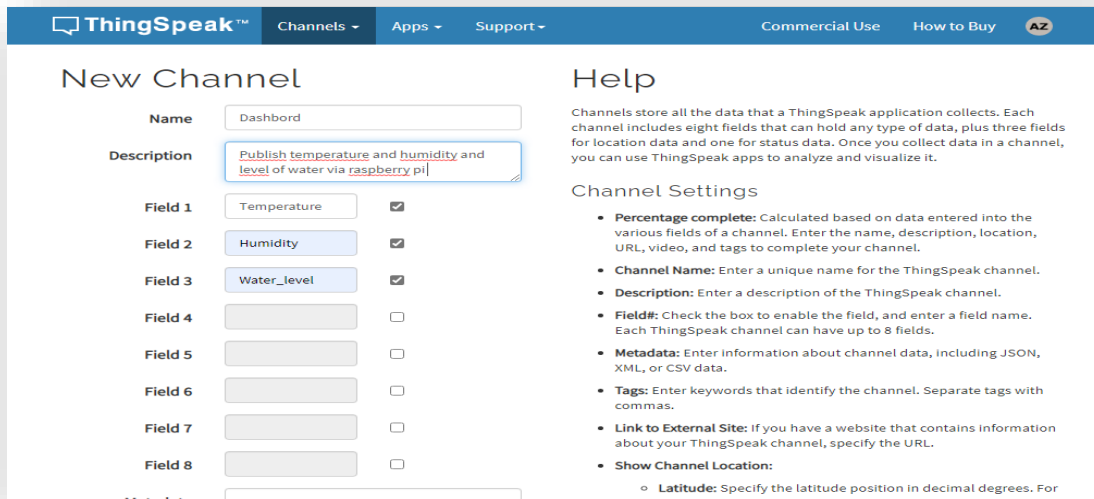 ThingSpeak™ Channels Apps Support Commercial Use How to Buy AZ
New Channel
Name Dashbord
Description Publish temperature and humidity and
level of water via raspberry pi
Field 1 Temperature
Field 2 Humidity
Field 3 Water_level
Field 4
Field 5
Field 6
Field 7
Field 8
Help
Channels store all the data that a ThingSpeak application collects. Each
channel includes eight fields that can hold any type of data, plus three fields
for location data and one for status data. Once you collect data in a channel,
you can use ThingSpeak apps to analyze and visualize it.
Channel Settings
• Percentage complete: Calculated based on data entered into the
various fields of a channel. Enter the name, description, location,
URL, video, and tags to complete your channel.
• Channel Name: Enter a unique name for the ThingSpeak channel.
• Description: Enter a description of the ThingSpeak channel.
• Field#: Check the box to enable the field, and enter a field name.
Each ThingSpeak channel can have up to 8 fields.
• Metadata: Enter information about channel data, including JSON,
XML, or CSV data.
• Tags: Enter keywords that identify the channel. Separate tags with
commas.
• Link to External Site: If you have a website that contains information
about your ThingSpeak channel, specify the URL.
• Show Channel Location:
○ Latitude: Specify the latitude position in decimal degrees. For